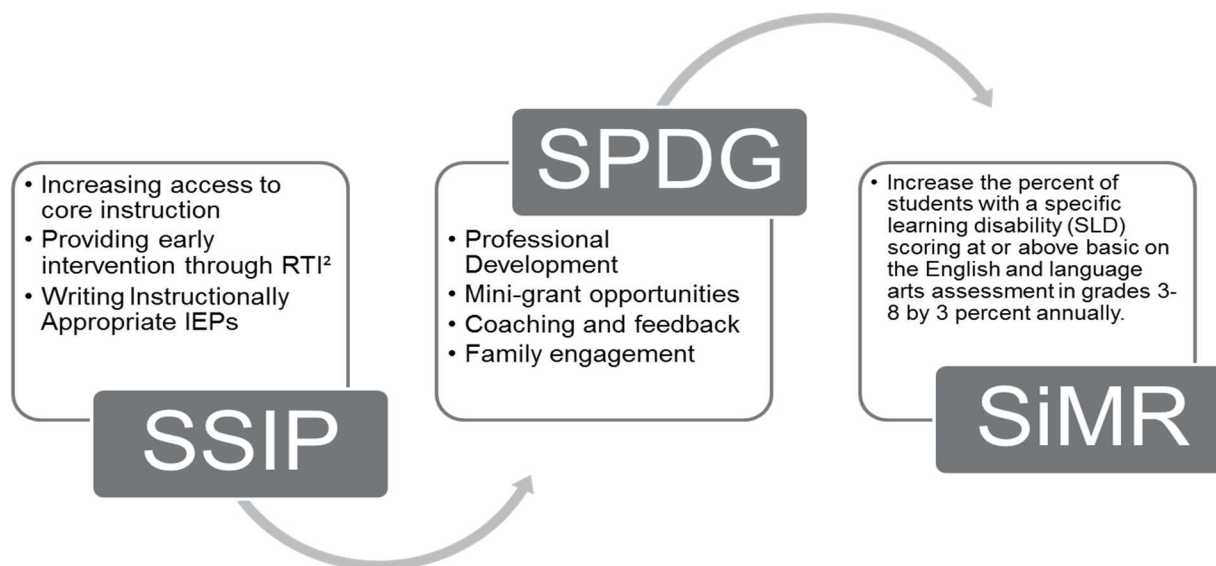 • Increasing access to
core instruction
• Providing early
intervention through RTI²
• Writing Instructionally
Appropriate IEPs
SSIP
SPDG
• Professional
Development
• Mini-grant opportunities
• Coaching and feedback
• Family engagement
• Increase the percent of
students with a specific
learning disability (SLD)
scoring at or above basic on
the English and language
arts assessment in grades 3-
8 by 3 percent annually.
SiMR